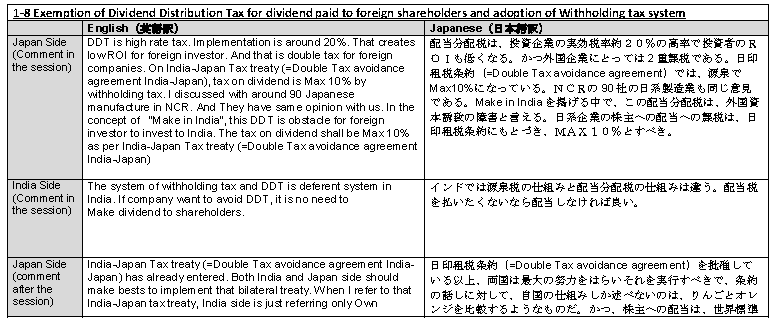 1-8 Exemption of Dividend Distribution Tax for dividend paid to foreign shareholders and adoption of Withholding tax system
English (英語訳)
Japanese (日本語訳)
Japan Side
(Comment in
the session)
DDT is high rate tax. Implementation is around 20%. That creates
low ROI for foreign investor. And that is double tax for foreign
companies. On India-Japan Tax treaty (=Double Tax avoidance
agreement India-Japan), tax on dividend is Max 10% by
withholding tax. I discussed with around 90 Japanese
manufacture in NCR. And They have same opinion with us. In the
concept of "Make in India", this DDT is obstacle for foreign
investor to invest to India. The tax on dividend shall be Max 10%
as per India-Japan Tax treaty (=Double Tax avoidance agreement
India-Japan)
配当分配税は、投資企業の実効税率約20%の高率で投資者のR
OIも低くなる。かつ外国企業にとっては2重課税である。日印
租税条約(=Double Tax avoidance agreement)では、源泉で
Max10%になっている。NCRの90社の日系製造業も同じ意見
である。Make in Indiaを掲げる中で、この配当分配税は、外国資
本誘致の障害と言える。日系企業の株主への配当への課税は、日
印租税条約にもとづき、MAX10%とすべき。
India Side
(Comment in
the session)
The system of withholding tax and DDT is deferent system in
India. If company want to avoid DDT, it is no need to
Make dividend to shareholders.
インドでは源泉税の仕組みと配当分配税の仕組みは違う。配当税
を払いたくないなら配当しなければ良い。
Japan Side
(comment
after the
session)
India-Japan Tax treaty (=Double Tax avoidance agreement India-
Japan) has already entered. Both India and Japan side should
make bests to implement that bilateral treaty. When I refer to that
India-Japan tax treaty, India side is just referring only Own
日印租税条約(=Double Tax avoidance agreement)を批准して
いる以上、両国は最大の努力をはらいそれを実行すべきで、条約
の話しに対して、自国の仕組みしか述べないのは、りんごとオレ
ンジを比較するようなものだ。かつ、株主への配当は、世界標準